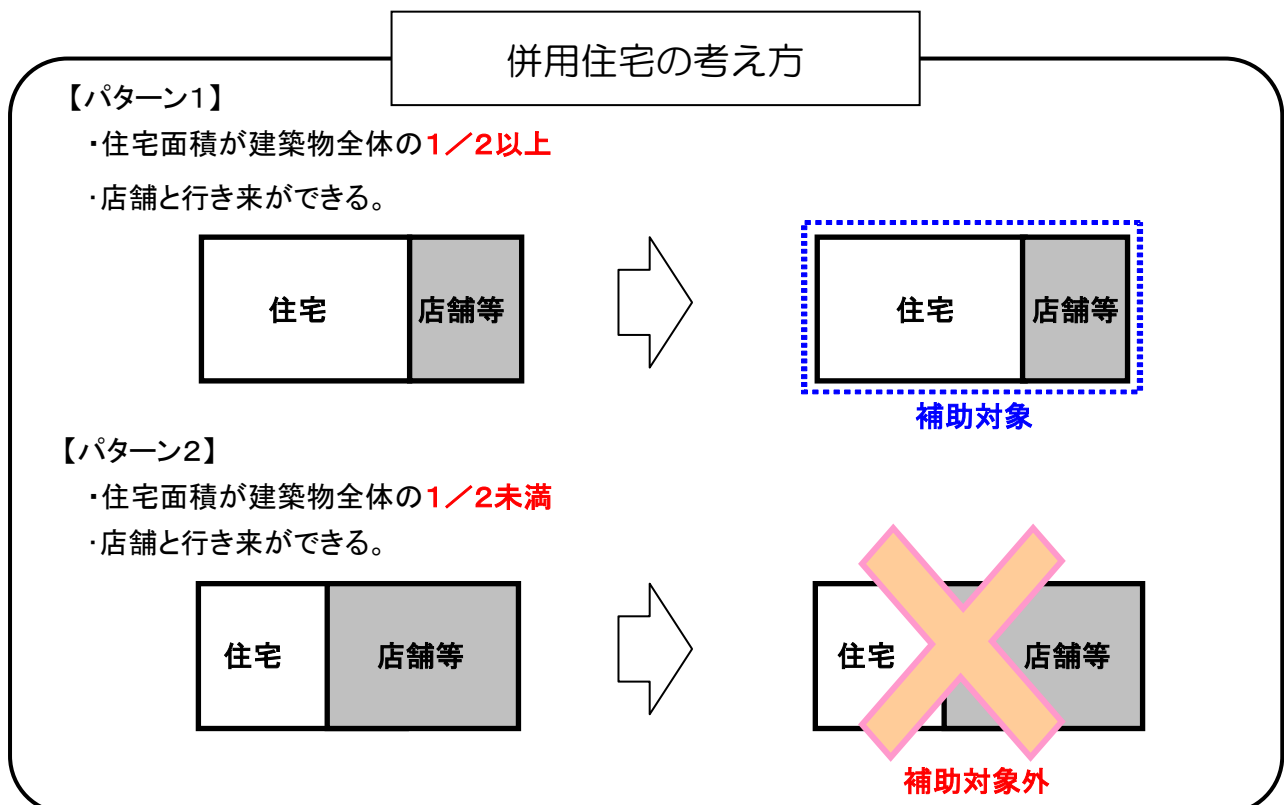 併用住宅の考え方
【パターン1】
・住宅面積が建築物全体の1／2以上
・店舗と行き来ができる。
住宅
店舗等
住宅
店舗等
補助対象
【パターン2】
・住宅面積が建築物全体の1／2未満
・店舗と行き来ができる。
住宅
店舗等
住宅
店舗等
補助対象外